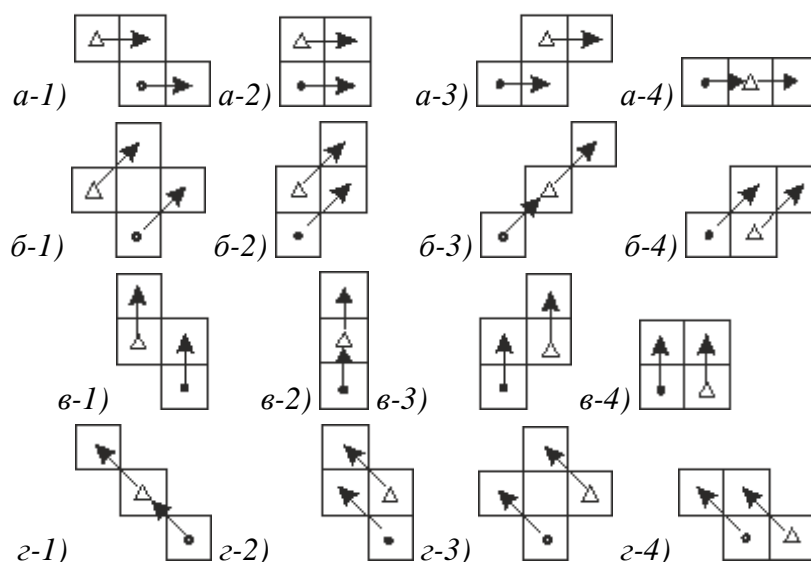 а-1) а-2) а-3) а-4)
б-1) б-2) б-3) б-4)
в-1) в-2) в-3) в-4)
г-1) г-2) г-3) г-4)